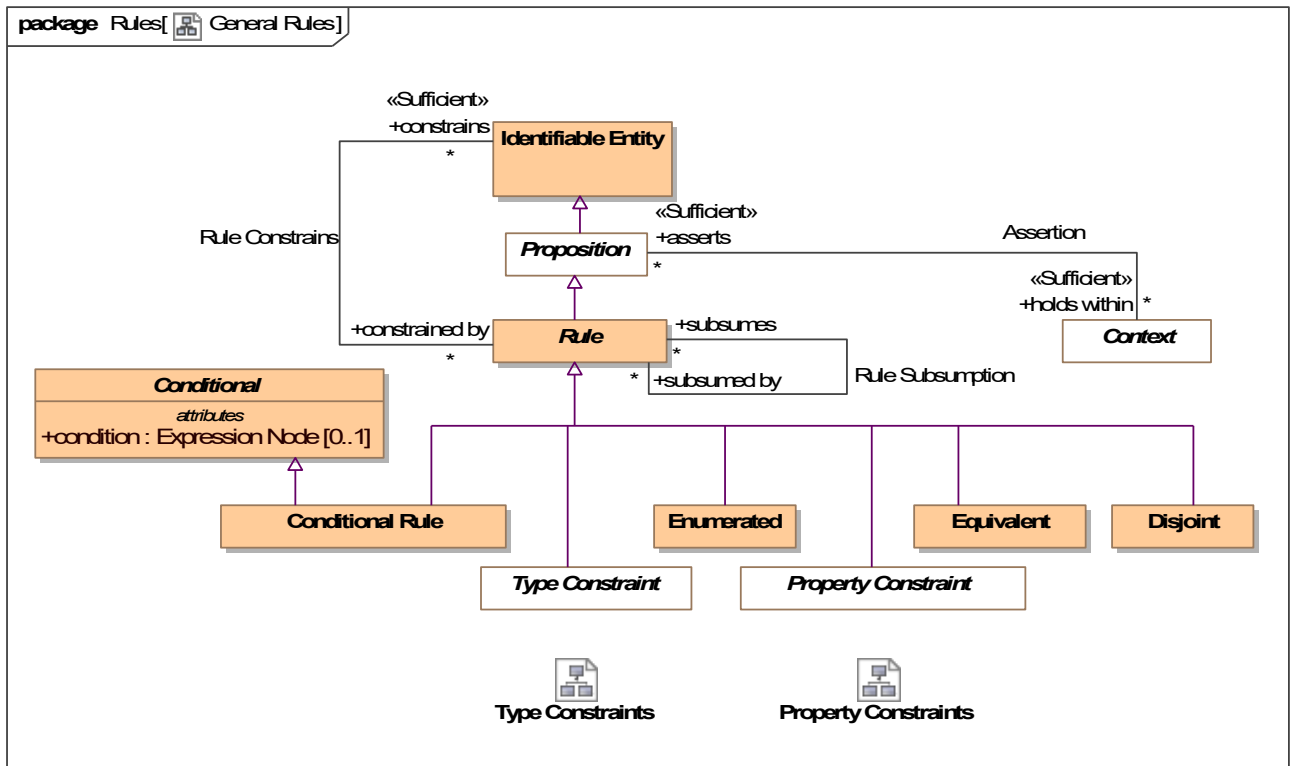 package Rules[ General Rules ]
«Sufficient»
+constrains
*
Identifiable Entity
«Sufficient»
+asserts
*
Rule Constrains
Proposition
Assertion
«Sufficient»
+holds within *
Context
+constrained by
*
Rule
+subsumes
*
* +subsumed by
Rule Subsumption
Conditional
attributes
+condition : Expression Node [0..1]
Conditional Rule
Enumerated
Equivalent
Disjoint
Type Constraint
Property Constraint
Type Constraints
Property Constraints